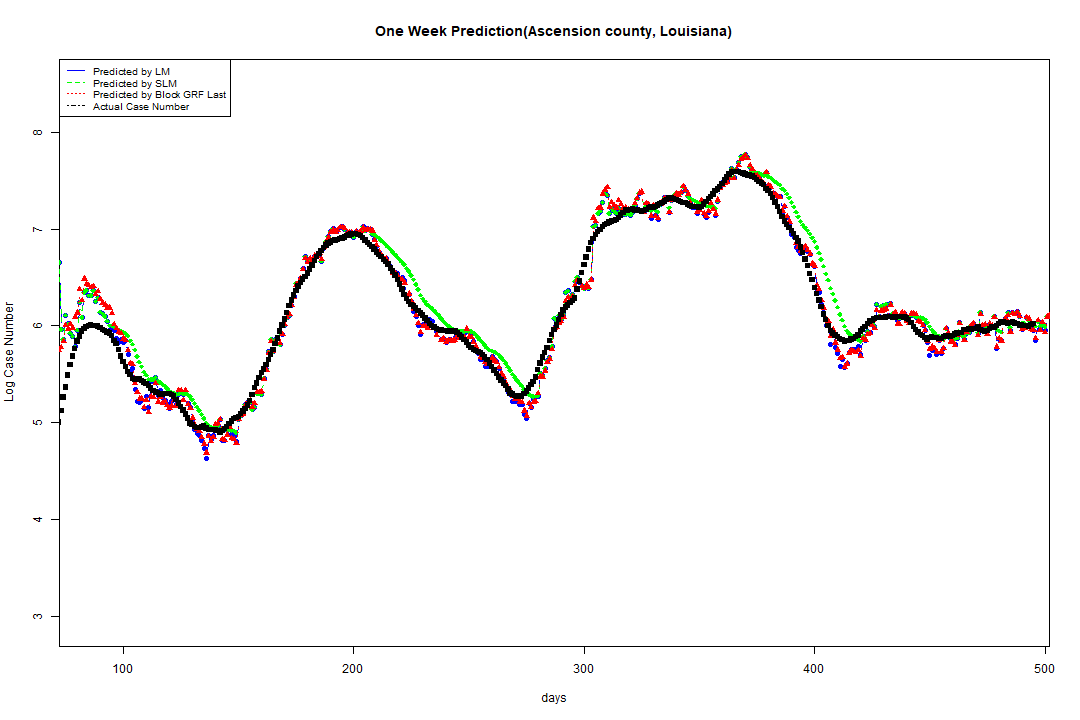 One Week Prediction(Ascension county, Louisiana)
Predicted by LM
Predicted by SLM
Predicted by Block GRF Last
Actual Case Number
8
7
6
5
4
3
Log Case Number
100 200 300 400 500
days